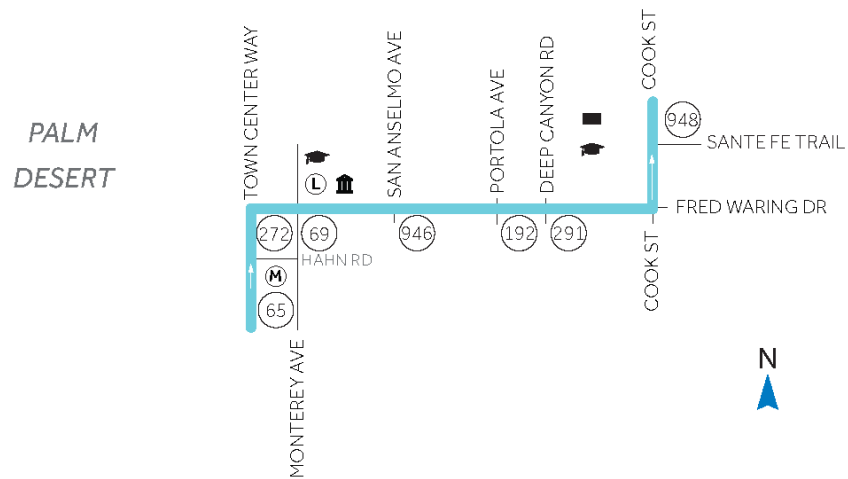 TOWN CENTER WAY
SAN ANSELMO AVE
PORTOLA AVE
DEEP CANYON RD
COOK ST
PALM
DESERT
948
SANTE FE TRAIL
L
FRED WARING DR
272
69
946
192
291
HAHN RD
M
65
COOK ST
MONTEREY AVE
N